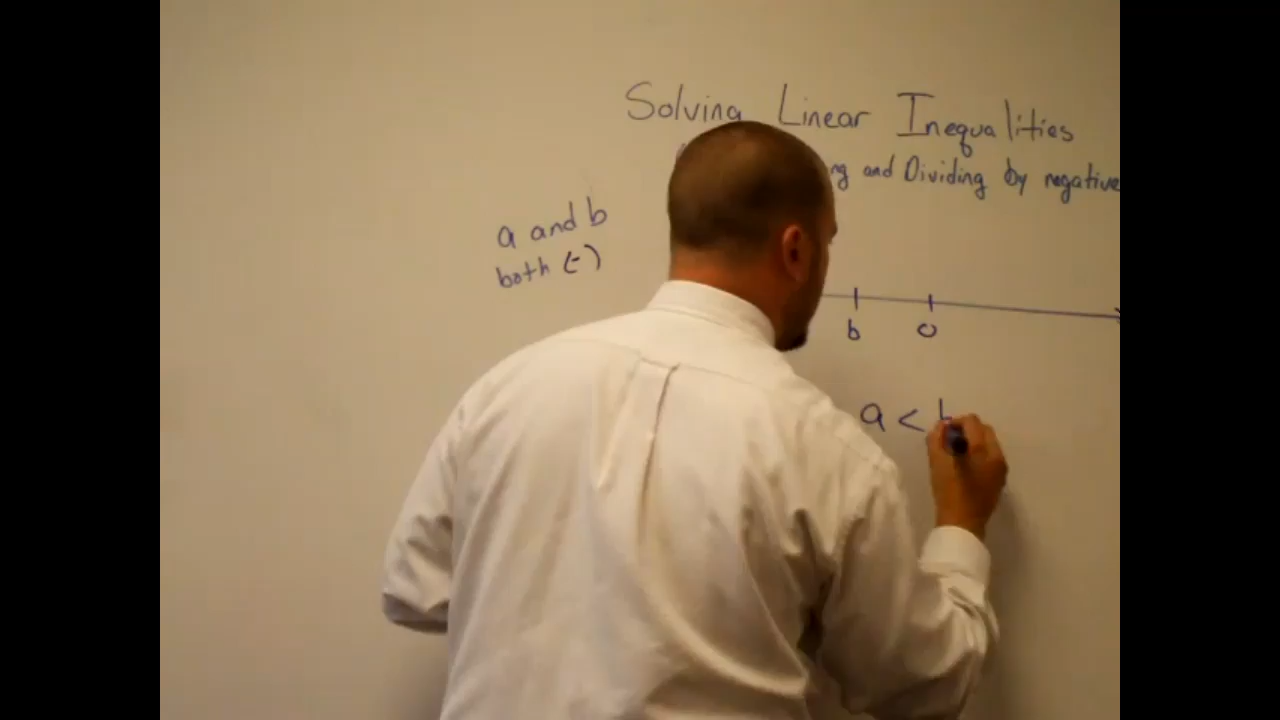 Solving Linear Inequalities
and Dividing by negative
a and b
both (-)
b 0
a <